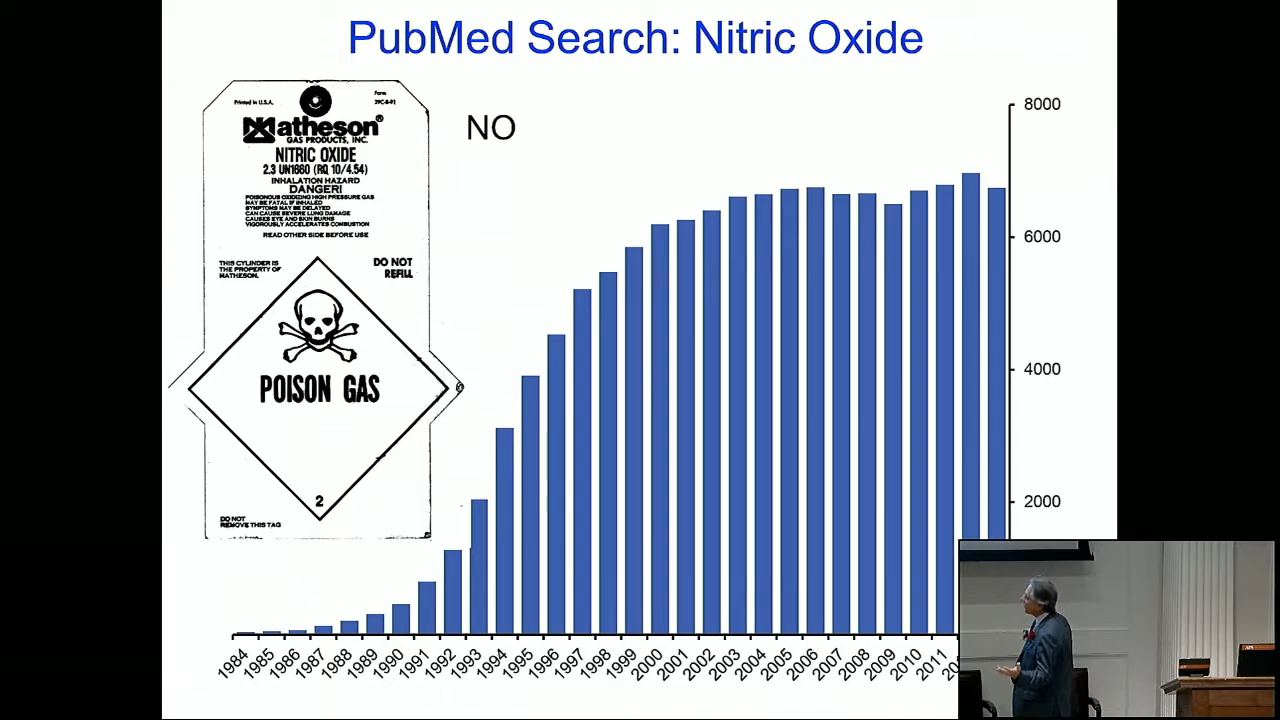 PubMed Search: Nitric Oxide
Printed in U.S.A.
Form
Matheson®
GAS PRODUCTS, INC.
NITRIC OXIDE
2.3 UN1660 (RQ 10/4.54)
INHALATION HAZARD
DANGER!
POISONOUS OXIDIZING HIGH PRESSURE GAS
MAY BE FATAL IF INHALED
SYMPTOMS MAY BE DELAYED
CAN CAUSE SEVERE LUNG DAMAGE
CAUSES EYE AND SKIN BURNS
VIGOROUSLY ACCELERATES COMBUSTION
READ OTHER SIDE BEFORE USE
THIS CYLINDER IS
THE PROPERTY OF
MATHESON.
DO NOT
REFILL
POISON GAS
2
DO NOT
REMOVE THIS TAG
NO
8000
6000
4000
2000
1984 1985 1986 1987 1988 1989 1990 1991 1992 1993 1994 1995 1996 1997 1998 1999 2000 2001 2002 2003 2004 2005 2006 2007 2008 2009 2010 2011